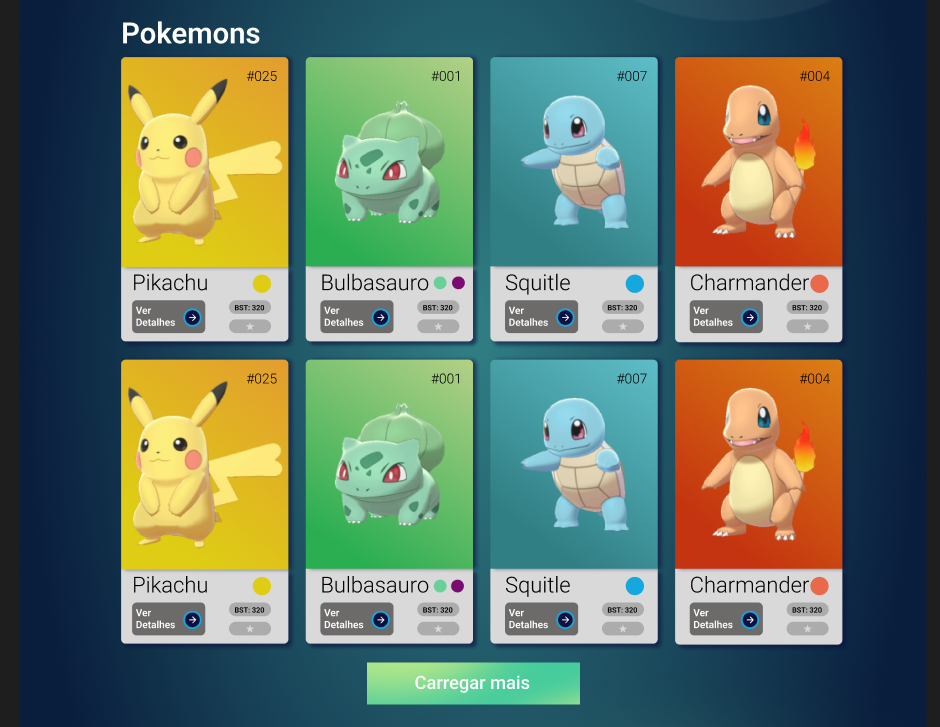 Pokemons
#025
#001
#007
#004
Pikachu
Bulbasauro
Squitle
Charmander
Ver
Detalhes
BST: 320
Ver
Detalhes
BST: 320
Ver
Detalhes
BST: 320
Ver
Detalhes
BST: 320
#025
#001
#007
#004
Pikachu
Bulbasauro
Squitle
Charmander
Ver
Detalhes
BST: 320
Ver
Detalhes
BST: 320
Ver
Detalhes
BST: 320
Ver
Detalhes
BST: 320
Carregar mais